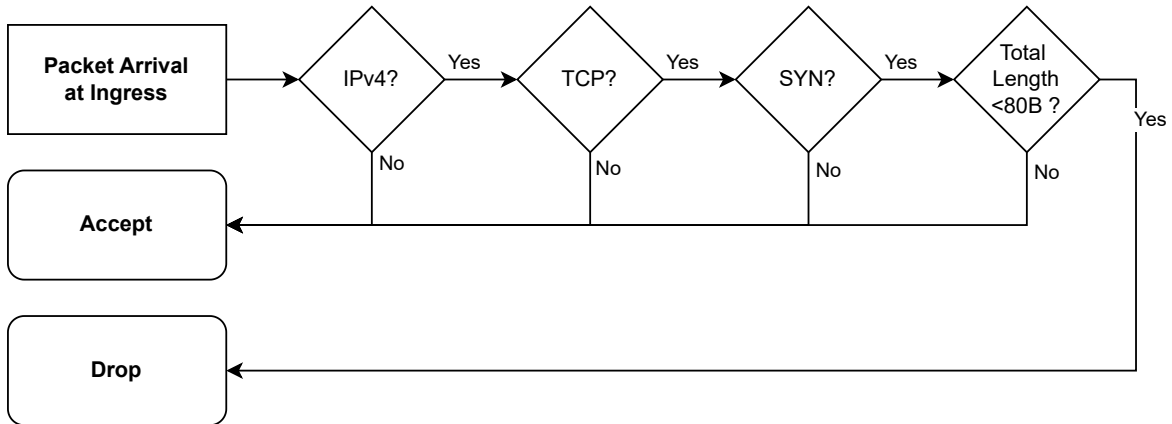 Packet Arrival
at Ingress
IPv4?
Yes
TCP?
Yes
SYN?
Yes
Total
Length
<80B ?
Yes
No
No
No
No
Accept
Drop